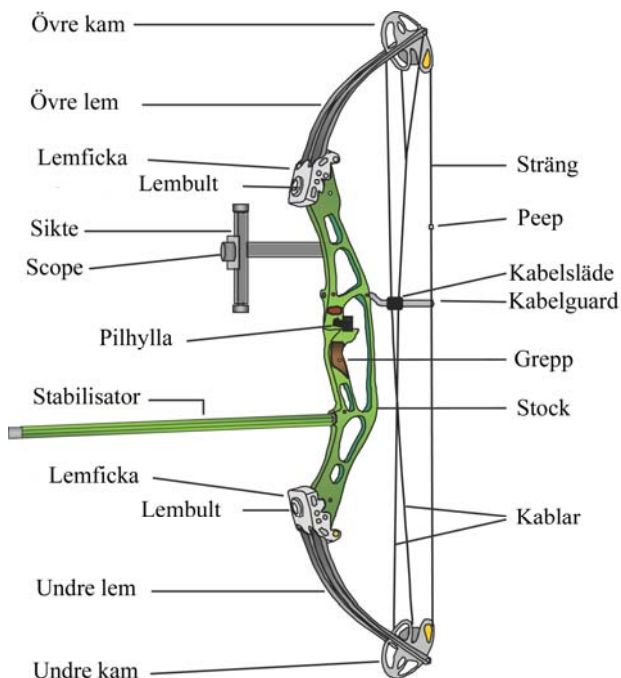 Övre kam
Övre lem
Lemficka
Lembult
Sikte
Scope
Pilhylla
Stabilisator
Lemficka
Lembult
Undre lem
Undre kam
Sträng
Peep
Kabelsläde
Kabelguard
Grepp
Stock
Kablar